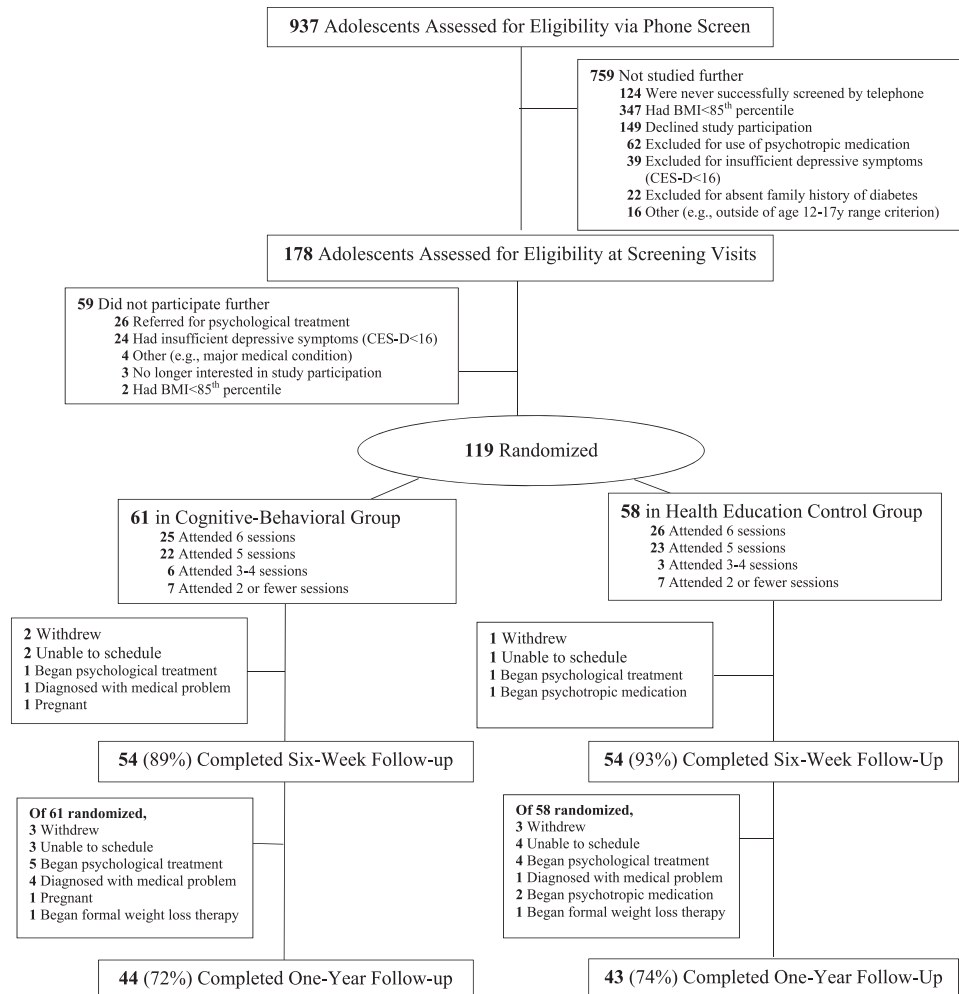 937 Adolescents Assessed for Eligibility via Phone Screen
759 Not studied further
124 Were never successfully screened by telephone
347 Had BMI<85th percentile
149 Declined study participation
62 Excluded for use of psychotropic medication
39 Excluded for insufficient depressive symptoms
(CES-D<16)
22 Excluded for absent family history of diabetes
16 Other (e.g., outside of age 12-17y range criterion)
178 Adolescents Assessed for Eligibility at Screening Visits
59 Did not participate further
26 Referred for psychological treatment
24 Had insufficient depressive symptoms (CES-D<16)
4 Other (e.g., major medical condition)
3 No longer interested in study participation
2 Had BMI<85th percentile
119 Randomized
61 in Cognitive-Behavioral Group
25 Attended 6 sessions
22 Attended 5 sessions
6 Attended 3-4 sessions
7 Attended 2 or fewer sessions
58 in Health Education Control Group
26 Attended 6 sessions
23 Attended 5 sessions
3 Attended 3-4 sessions
7 Attended 2 or fewer sessions
2 Withdrew
2 Unable to schedule
1 Began psychological treatment
1 Diagnosed with medical problem
1 Pregnant
1 Withdrew
1 Unable to schedule
1 Began psychological treatment
1 Began psychotropic medication
54 (89%) Completed Six-Week Follow-up
54 (93%) Completed Six-Week Follow-Up
Of 61 randomized,
3 Withdrew
3 Unable to schedule
5 Began psychological treatment
4 Diagnosed with medical problem
1 Pregnant
1 Began formal weight loss therapy
Of 58 randomized,
3 Withdrew
4 Unable to schedule
4 Began psychological treatment
1 Diagnosed with medical problem
2 Began psychotropic medication
1 Began formal weight loss therapy
44 (72%) Completed One-Year Follow-up
43 (74%) Completed One-Year Follow-Up